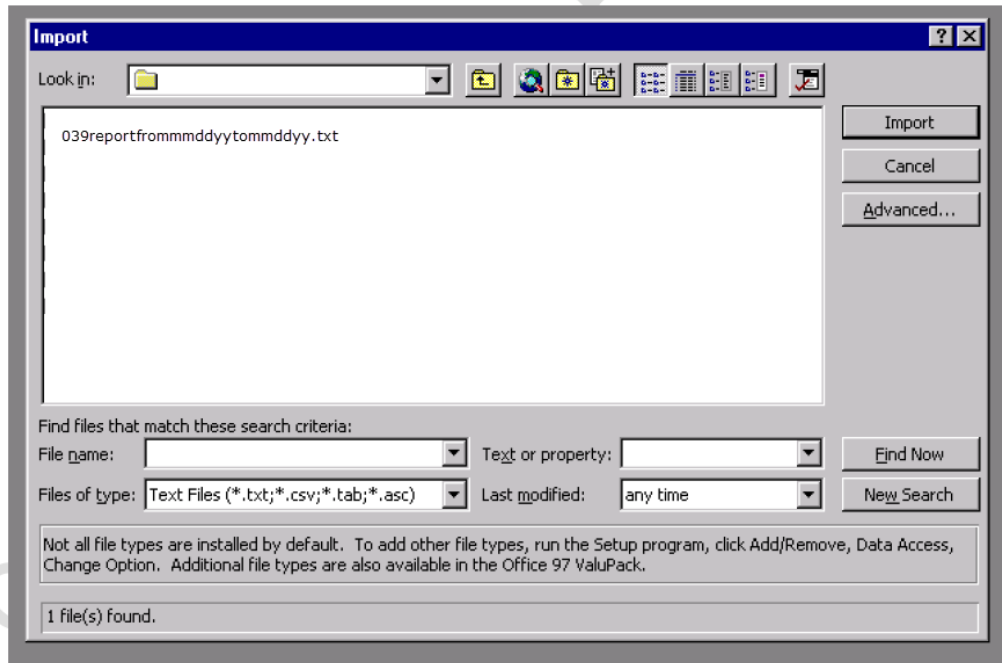 Import
Look in:
039reportfrommmddyytommddyy.txt
Import
Cancel
Advanced...
Find files that match these search criteria:
File name:
Text or property:
Find Now
Files of type: Text Files (*.txt;*.csv;*.tab;*.asc)
Last modified: any time
New Search
Not all file types are installed by default. To add other file types, run the Setup program, click Add/Remove, Data Access,
Change Option. Additional file types are also available in the Office 97 ValuPack.
1 file(s) found.